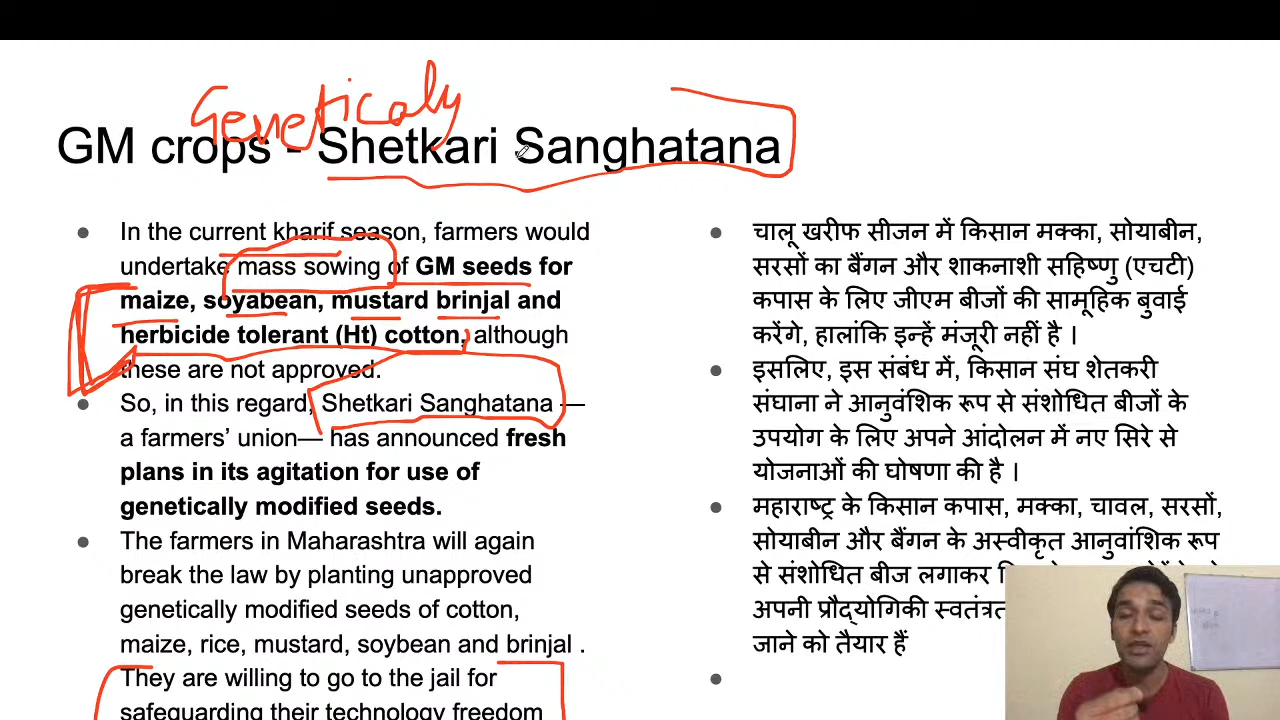 Geneticaly
GM crops - Shetkari Sanghatana
In the current kharif season, farmers would
undertake mass sowing of GM seeds for
maize, soyabean, mustard brinjal and
herbicide tolerant (Ht) cotton, although
these are not approved.
So, in this regard, Shetkari Sanghatana —
a farmers’ union— has announced fresh
plans in its agitation for use of
genetically modified seeds.
The farmers in Maharashtra will again
break the law by planting unapproved
genetically modified seeds of cotton,
maize, rice, mustard, soybean and brinjal .
They are willing to go to the jail for
safeguarding their technology freedom
चालू खरीफ सीजन में किसान मक्का, सोयाबीन,
सरसों का बैंगन और शाकनाशी सहिष्णु (एचटी)
कपास के लिए जीएम बीजों की सामूहिक बुवाई
करेंगे, हालांकि इन्हें मंजूरी नहीं है ।
इसलिए, इस संबंध में, किसान संघ शेतकरी
संघाना ने आनुवंशिक रूप से संशोधित बीजों के
उपयोग के लिए अपने आंदोलन में नए सिरे से
योजनाओं की घोषणा की है ।
महाराष्ट्र के किसान कपास, मक्का, चावल, सरसों,
सोयाबीन और बैंगन के अस्वीकृत आनुवांशिक रूप
से संशोधित बीज लगाकर
अपनी प्रौद्योगिकी
जाने को तैयार हैं